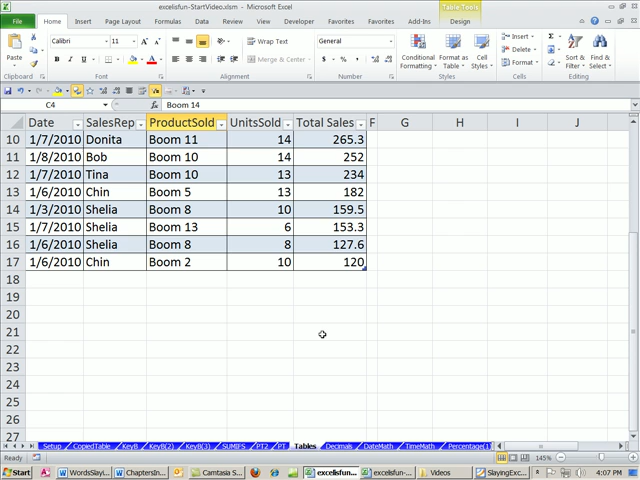 excelisfun-StartVideo.xlsm - Microsoft Excel
Table Tools
File Home Insert Page Layout Formulas Data Review View Developer Favorites Favorites Add-Ins Design
Calibri 11 Wrap Text General Insert
Paste Merge & Center Conditional Formatting Format as Table Cell Styles Delete Format Sort & Filter Find & Select
Clipboard Font Alignment Number Styles Cells Editing
C4 fx Boom 14
Date SalesRep ProductSold UnitsSold Total Sales F G H I J
10 1/7/2010 Donita Boom 11 14 265.3
11 1/8/2010 Bob Boom 10 14 252
12 1/7/2010 Tina Boom 10 13 234
13 1/6/2010 Chin Boom 5 13 182
14 1/3/2010 Shelia Boom 8 10 159.5
15 1/7/2010 Shelia Boom 13 6 153.3
16 1/6/2010 Shelia Boom 8 8 127.6
17 1/6/2010 Chin Boom 2 10 120
18
19
20
21
22
23
24
25
26
27
Setup CopiedTable KeyB KeyB(2) KeyB(3) SUMIFS PT2 PT Tables Decimals DateMath TimeMath Percentage(1
Ready 145%
Start WordsSlayi... ChaptersIn... Camtasia S... excelisfun-... excelisfun-... Videos SlayingExc... 4:07 PM